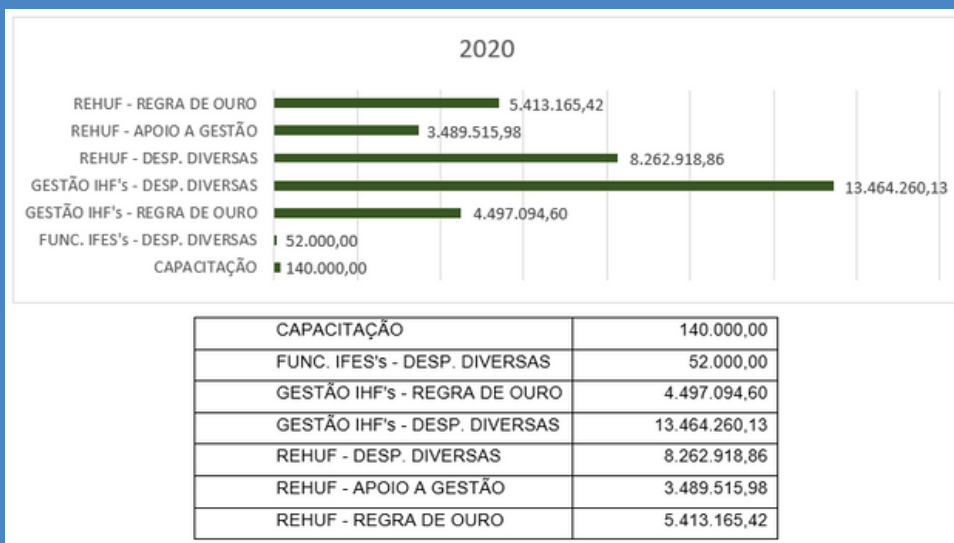 2020
REHUF - REGRA DE OURO 5.413.165,42
REHUF - APOIO A GESTÃO 3.489.515,98
REHUF - DESP. DIVERSAS 8.262.918,86
GESTÃO IHF's - DESP. DIVERSAS 13.464.260,13
GESTÃO IHF's - REGRA DE OURO 4.497.094,60
FUNC. IFES's - DESP. DIVERSAS 52.000,00
CAPACITAÇÃO 140.000,00
CAPACITAÇÃO 140.000,00
FUNC. IFES's - DESP. DIVERSAS 52.000,00
GESTÃO IHF's - REGRA DE OURO 4.497.094,60
GESTÃO IHF's - DESP. DIVERSAS 13.464.260,13
REHUF - DESP. DIVERSAS 8.262.918,86
REHUF - APOIO A GESTÃO 3.489.515,98
REHUF - REGRA DE OURO 5.413.165,42